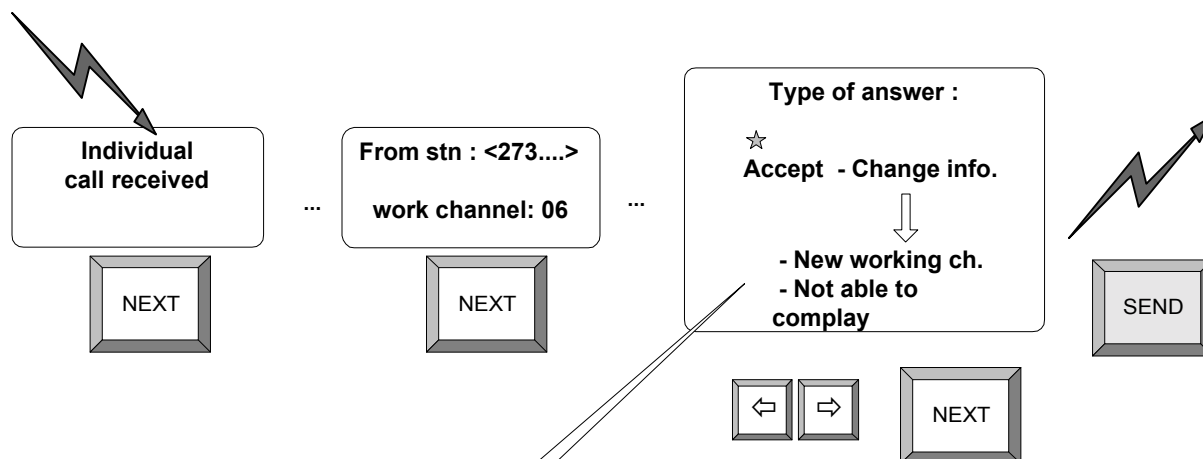 Individual
call received
NEXT
...
From stn : <273....>
work channel: 06
NEXT
...
Type of answer :
Accept - Change info.
- New working ch.
- Not able to
complay
NEXT
SEND